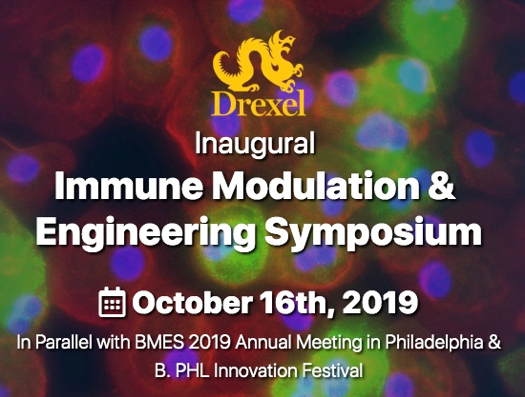 Drexel
Inaugural
Immune Modulation &
Engineering Symposium
October 16th, 2019
In Parallel with BMES 2019 Annual Meeting in Philadelphia &
B. PHL Innovation Festival